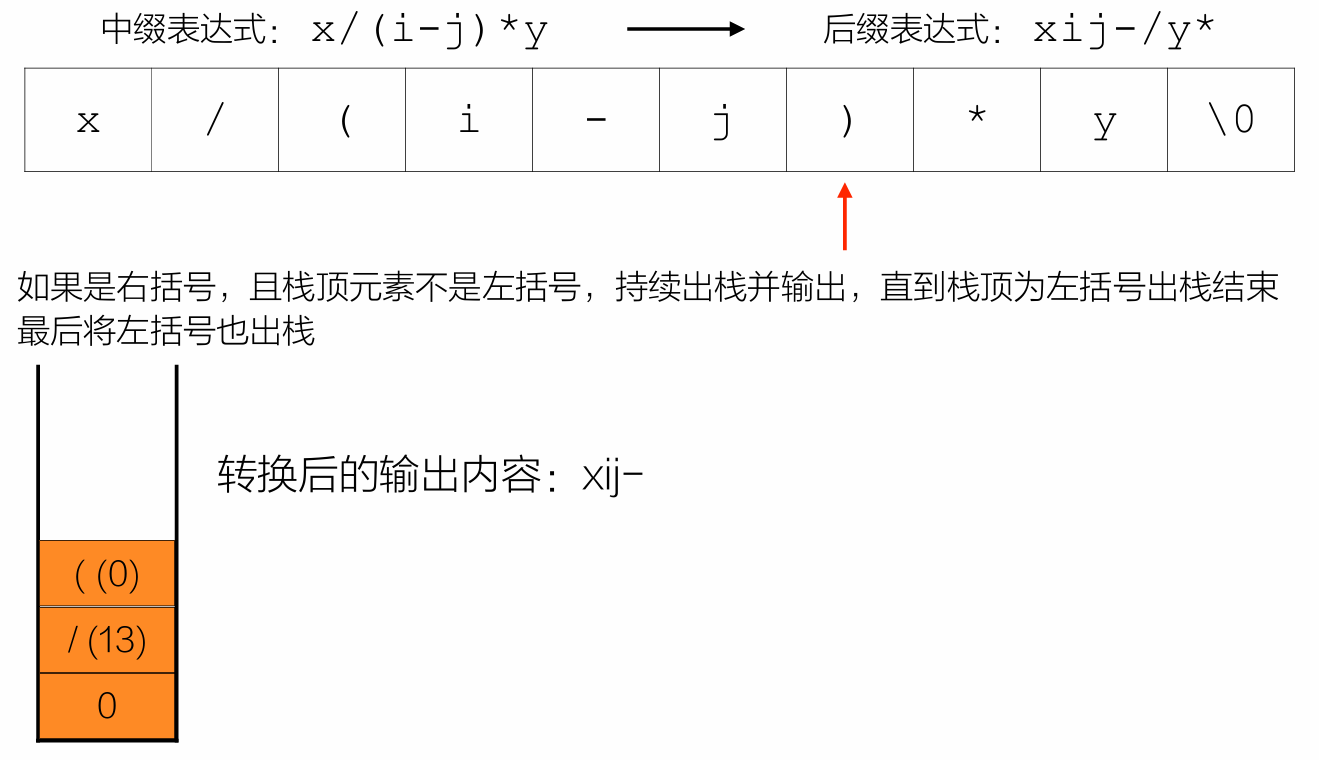 中缀表达式： x/(i-j)*y 后缀表达式： xij-/y*
x / ( i - j ) * y \0
如果是右括号，且栈顶元素不是左括号，持续出栈并输出，直到栈顶为左括号出栈结束
最后将左括号也出栈
转换后的输出内容：xij-
( (0)
/ (13)
0